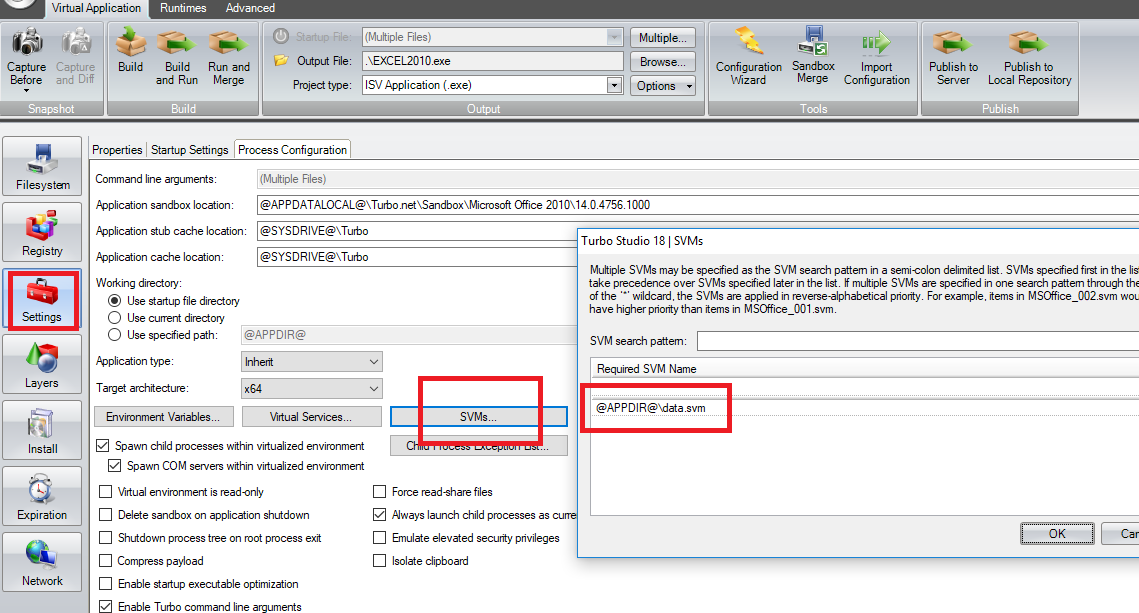 Virtual Application Runtimes Advanced
Capture Before
Capture and Diff
Snapshot
Build
Build and Run
Run and Merge
Build
Startup File: (Multiple Files) Multiple...
Output File: .\EXCEL2010.exe Browse...
Project type: ISV Application (.exe) Options
Output
Configuration Wizard
Sandbox Merge
Import Configuration
Tools
Publish to Server
Publish to Local Repository
Publish
Filesystem
Registry
Settings
Layers
Install
Expiration
Network
Properties Startup Settings Process Configuration
Command line arguments: (Multiple Files)
Application sandbox location: @APPDATALOCAL@\Turbo.net\Sandbox\Microsoft Office 2010\14.0.4756.1000
Application stub cache location: @SYSDRIVE@\Turbo
Application cache location: @SYSDRIVE@\Turbo
Working directory:
Use startup file directory
Use current directory
Use specified path: @APPDIR@
Application type: Inherit
Target architecture: x64
Environment Variables... Virtual Services... SVMs...
Spawn child processes within virtualized environment Child Process Exception List...
Spawn COM servers within virtualized environment
Virtual environment is read-only Force read-share files
Delete sandbox on application shutdown Always launch child processes as curre
Shutdown process tree on root process exit Emulate elevated security privileges
Compress payload Isolate clipboard
Enable startup executable optimization
Enable Turbo command line arguments
Turbo Studio 18 | SVMs
Multiple SVMs may be specified as the SVM search pattern in a semi-colon delimited list. SVMs specified first in the list
take precedence over SVMs specified later in the list. If multiple SVMs are specified in one search pattern through the
of the '*' wildcard, the SVMs are applied in reverse-alphabetical priority. For example, items in MSOffice_002.svm wou
have higher priority than items in MSOffice_001.svm.
SVM search pattern:
Required SVM Name
@APPDIR@\data.svm
OK Can